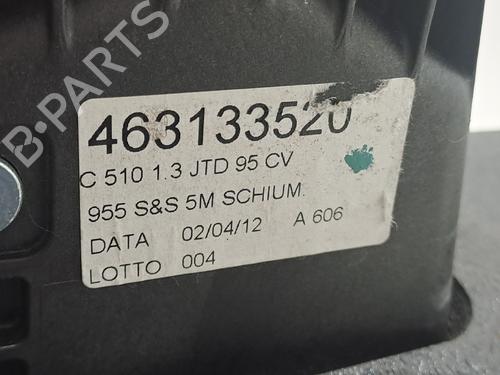 463133520
C 510 1.3 JTD 95 CV
955 S&S 5M SCHIUM.
DATA 02/04/12 A 606
LOTTO 004
B-PARTS